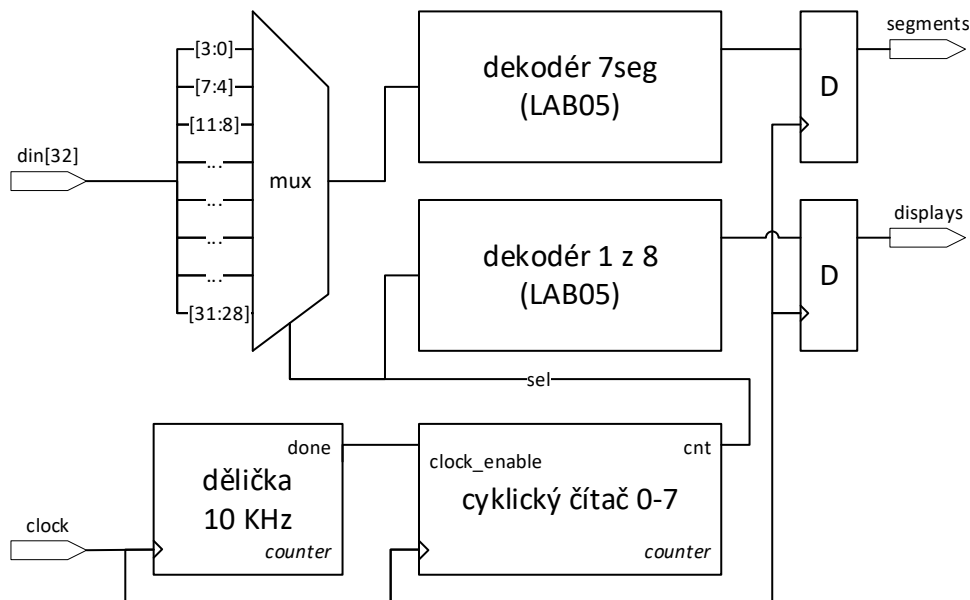 segments
[3:0]
[7:4]
[11:8]
...
...
...
...
[31:28]
din[32]
mux
dekodér 7seg
(LAB05)
D
displays
dekodér 1 z 8
(LAB05)
D
sel
done
dělička
10 KHz
counter
clock_enable
cnt
cyklický čítač 0-7
counter
clock